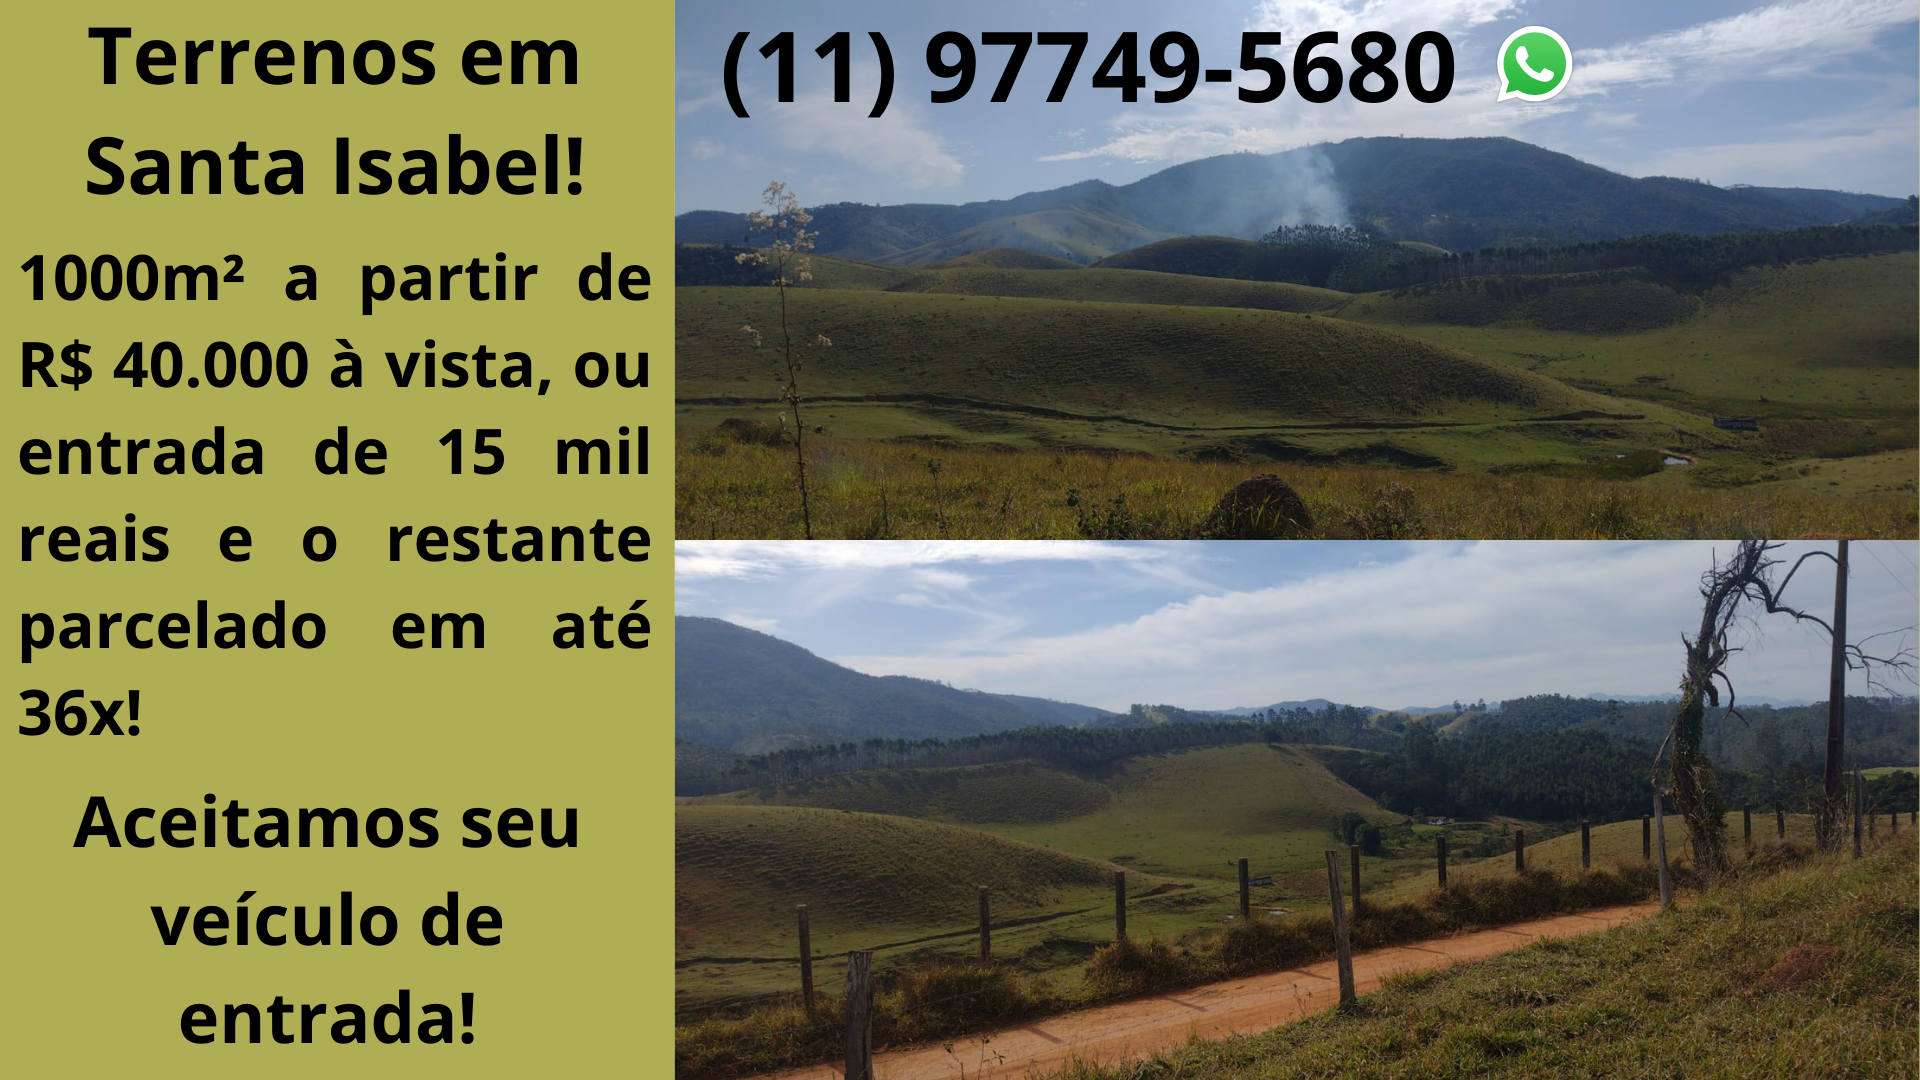 Terrenos em
Santa Isabel!
1000m² a partir de
R$ 40.000 à vista, ou
entrada de 15 mil
reais e o restante
parcelado em até
36x!
Aceitamos seu
veículo de
entrada!
(11) 97749-5680